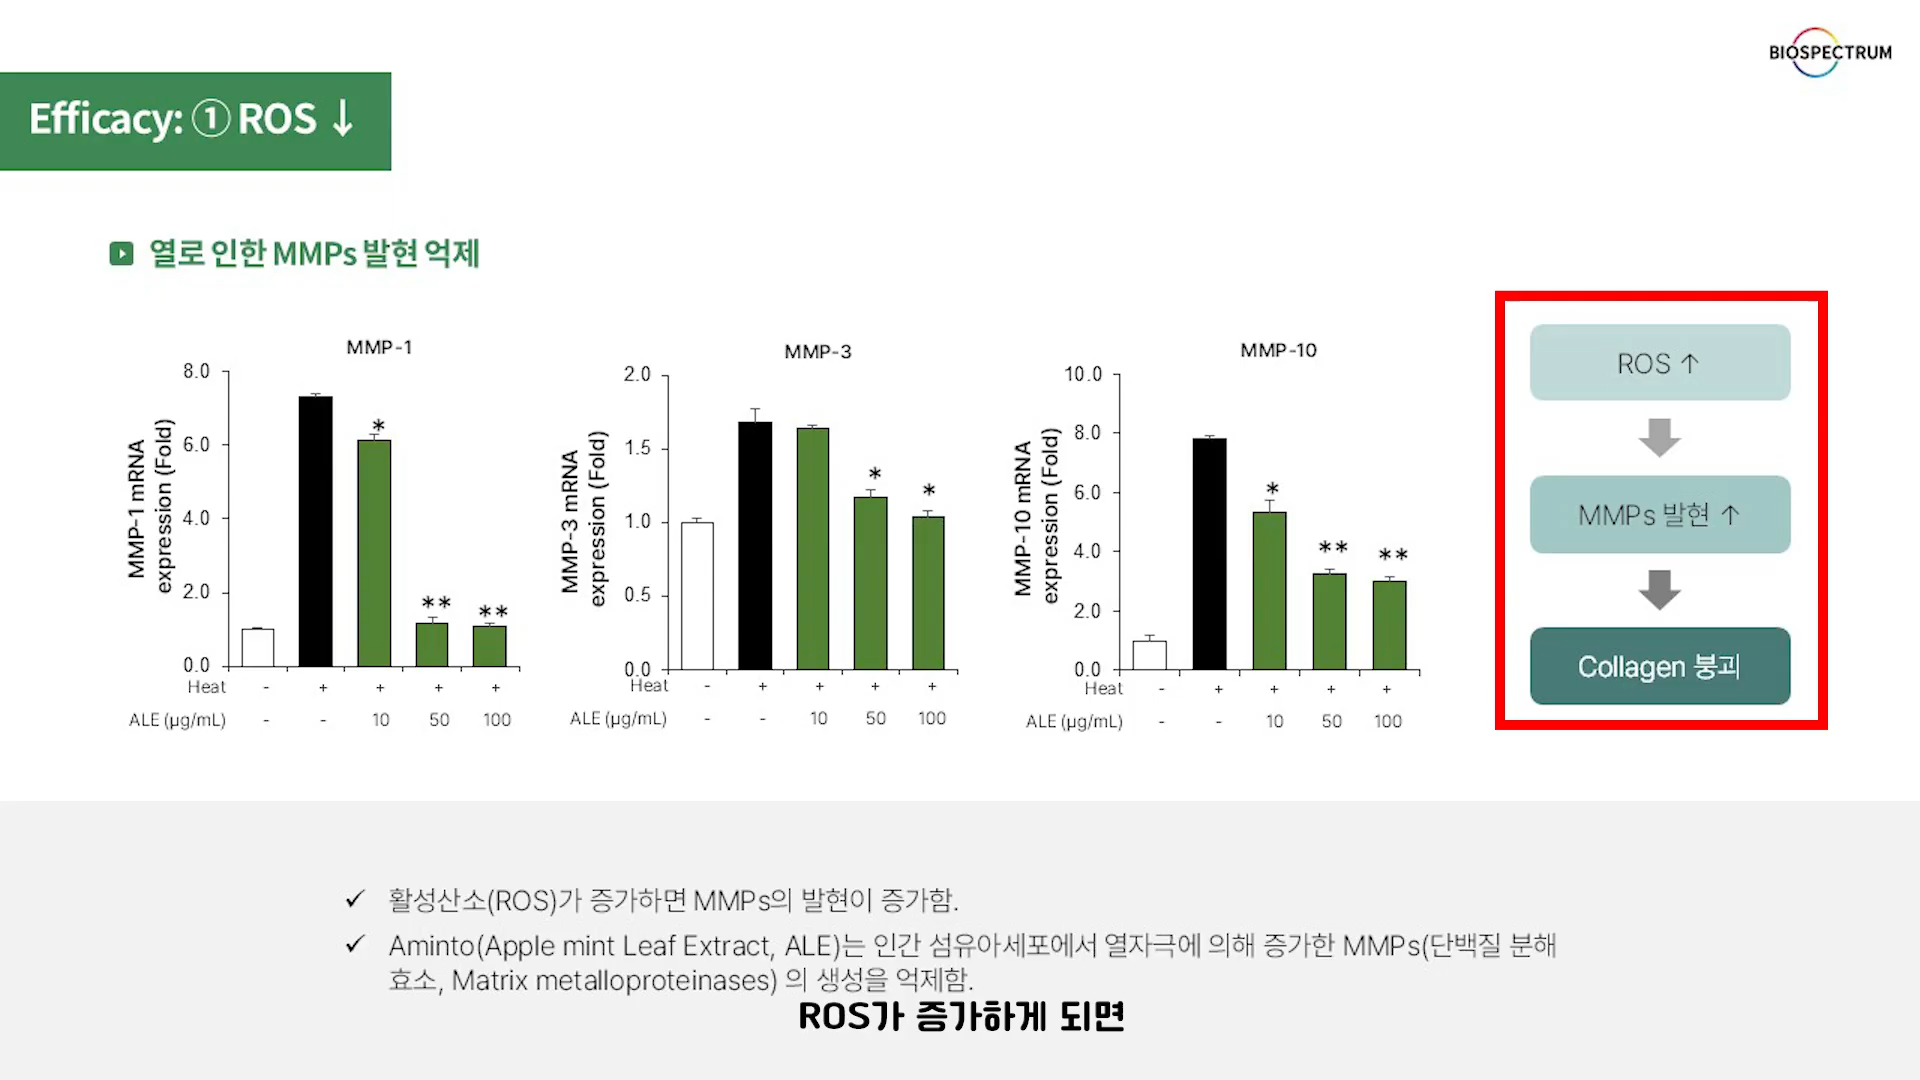 BIOSPECTRUM
Efficacy: ① ROS ↓
열로 인한 MMPs 발현 억제
MMP-1
MMP-1 mRNA
expression (Fold)
8.0
6.0
4.0
2.0
0.0
*
**
**
Heat - + + + +
ALE (µg/mL) - - 10 50 100
MMP-3
MMP-3 mRNA
expression (Fold)
2.0
1.5
1.0
0.5
0.0
*
*
Heat - + + + +
ALE (µg/mL) - - 10 50 100
MMP-10
MMP-10 mRNA
expression (Fold)
10.0
8.0
6.0
4.0
2.0
0.0
*
**
**
Heat - + + + +
ALE (µg/mL) - - 10 50 100
ROS ↑
MMPs 발현 ↑
Collagen 붕괴
✓ 활성산소(ROS)가 증가하면 MMPs의 발현이 증가함.
✓ Aminto(Apple mint Leaf Extract, ALE)는 인간 섬유아세포에서 열자극에 의해 증가한 MMPs(단백질 분해
효소, Matrix metalloproteinases) 의 생성을 억제함.
ROS가 증가하게 되면